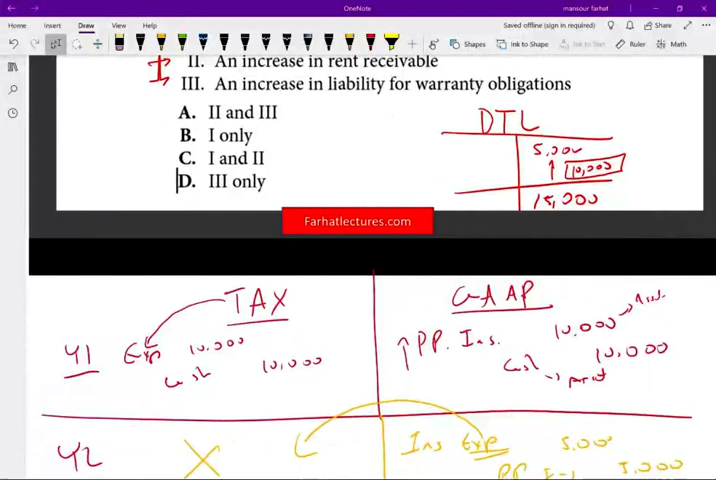 OneNote
mansour farhat
Home Insert Draw View Help
Saved offline (sign in required)
Share
Shapes Ink to Shape Ink to Text Ruler Math
II. An increase in rent receivable
III. An increase in liability for warranty obligations
A. II and III
B. I only
C. I and II
D. III only
DTL
5,000
↑ 10,000
15,000
Farhatlectures.com
TAX
GAAP
Y1 Exp 10.000
Cash 10,000
↑ PP. Ins. 10.000
Cash 10,000
Y2 X
Ins Exp 5.000
5,000